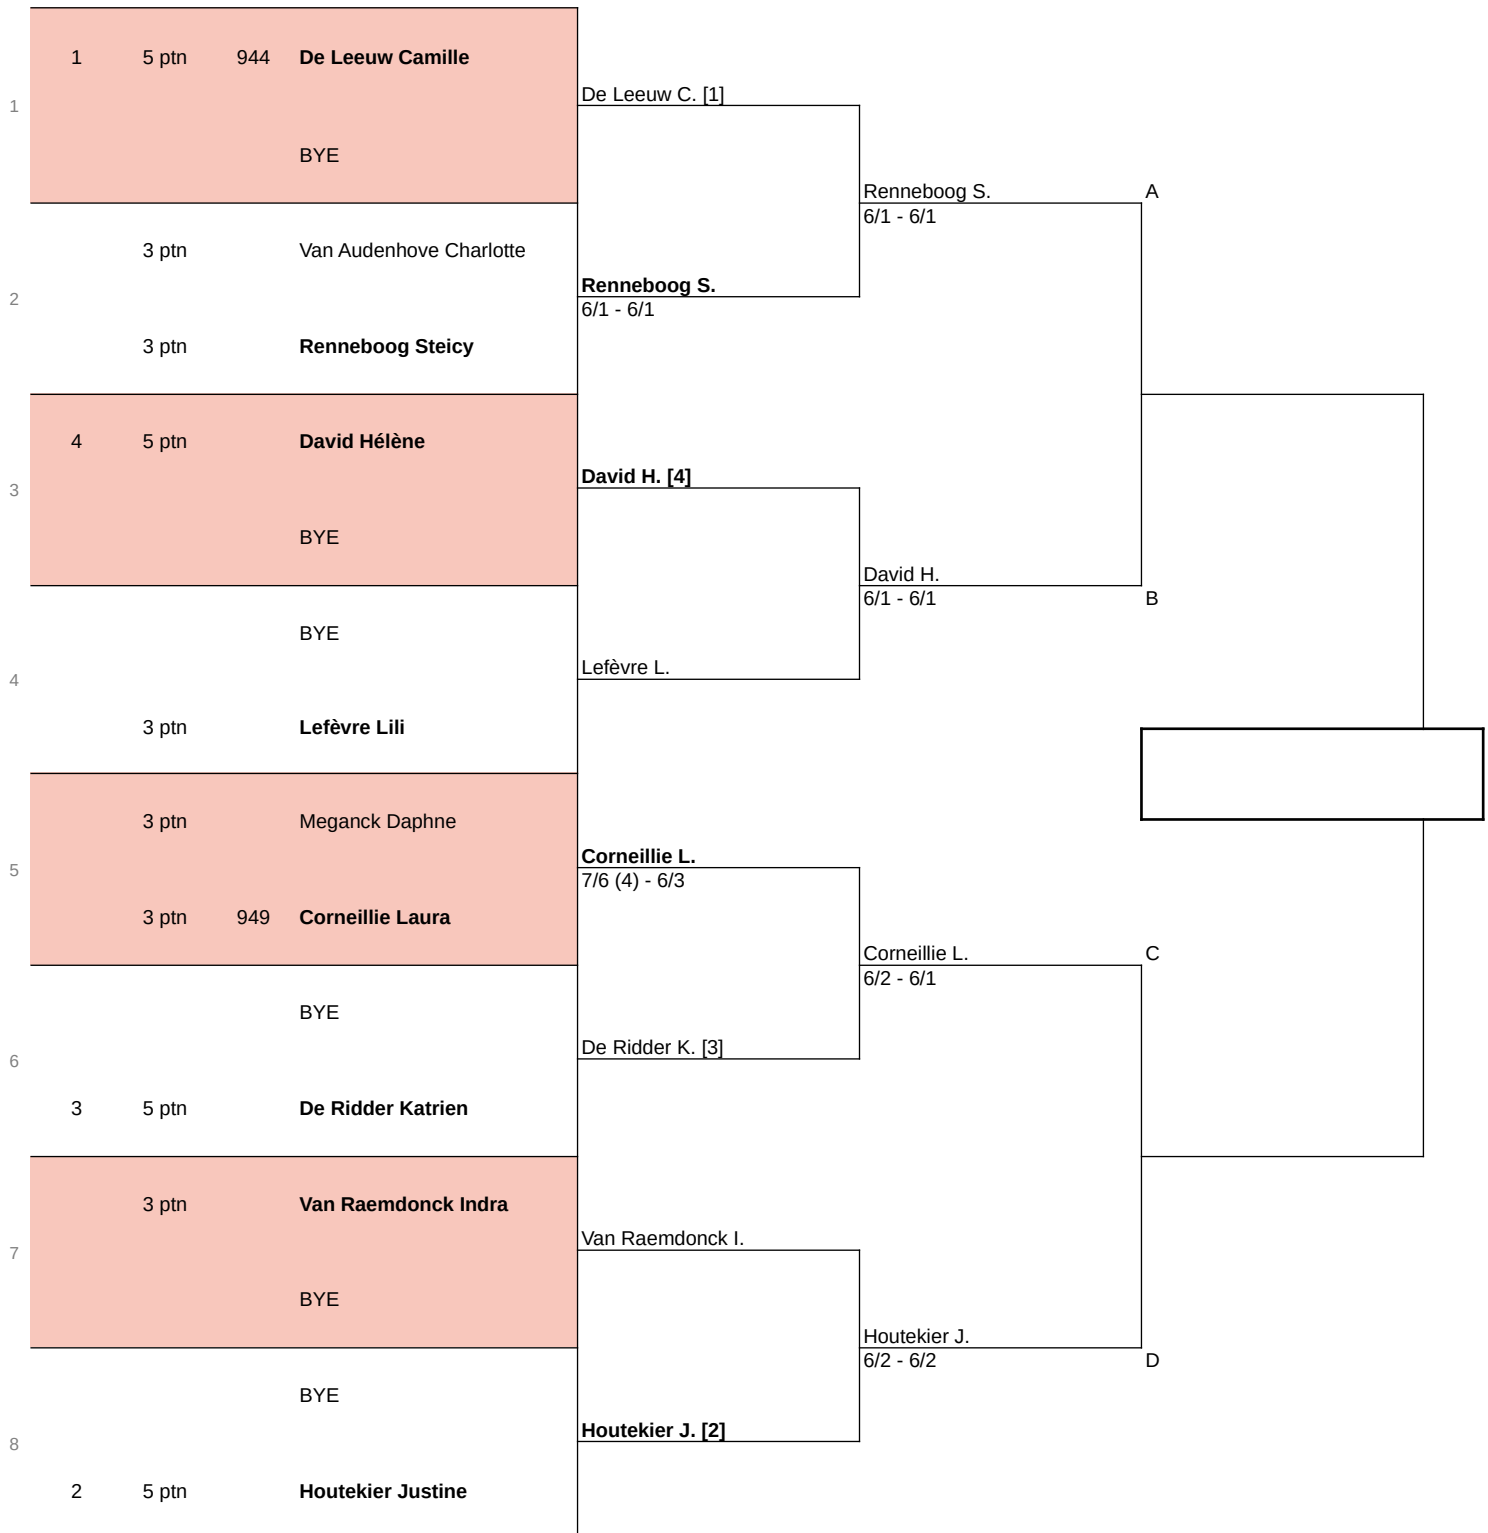 1 5 ptn 944 De Leeuw Camille
De Leeuw C. [1]
1
BYE
Renneboog S. A
6/1 - 6/1
3 ptn Van Audenhove Charlotte
Renneboog S.
2
6/1 - 6/1
3 ptn Renneboog Steicy
4 5 ptn David Hélène
David H. [4]
3
BYE
David H.
6/1 - 6/1 B
BYE
Lefèvre L.
4
3 ptn Lefèvre Lili
3 ptn Meganck Daphne
Corneillie L.
5
7/6 (4) - 6/3
3 ptn 949 Corneillie Laura
Corneillie L. C
6/2 - 6/1
BYE
De Ridder K. [3]
6
3 5 ptn De Ridder Katrien
3 ptn Van Raemdonck Indra
Van Raemdonck I.
7
BYE
Houtekier J.
6/2 - 6/2 D
BYE
Houtekier J. [2]
8
2 5 ptn Houtekier Justine